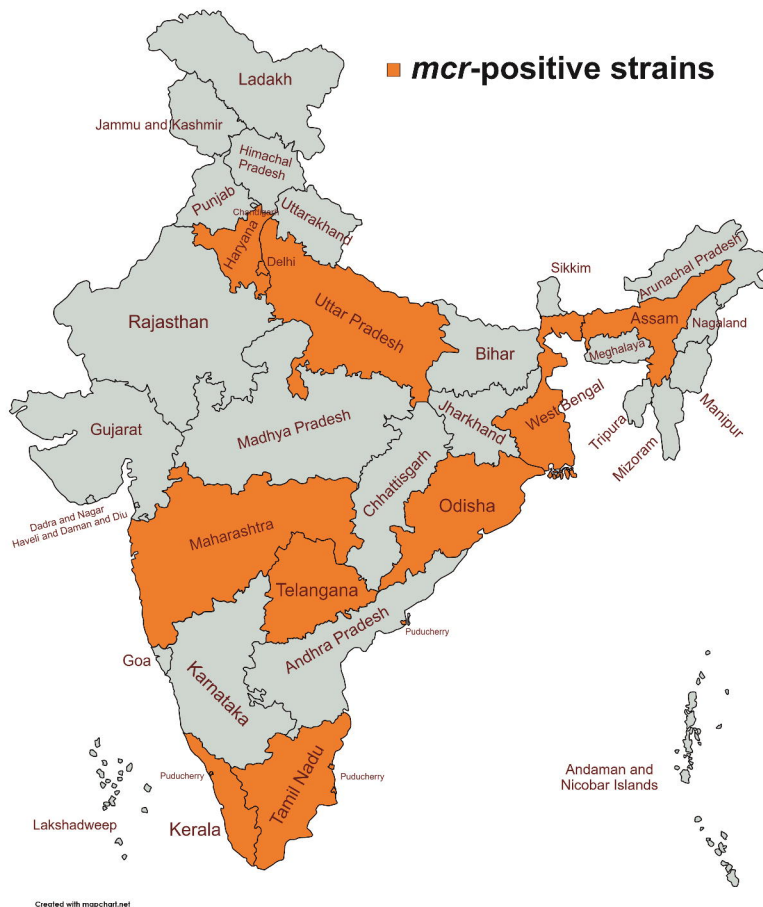 mcr-positive strains
Ladakh
Jammu and Kashmir
Himachal
Pradesh
Punjab
Chandigarh
Uttarakhand
Haryana
Delhi
Arunachal Pradesh
Sikkim
Uttar Pradesh
Rajasthan
Assam
Nagaland
Meghalaya
Bihar
Gujarat
Madhya Pradesh
Jharkhand
West Bengal
Tripura
Manipur
Mizoram
Chhattisgarh
Odisha
Dadra and Nagar
Haveli and Daman and Diu
Maharashtra
Telangana
Andhra Pradesh
Puducherry
Goa
Karnataka
Puducherry
Puducherry
Tamil Nadu
Andaman and
Nicobar Islands
Lakshadweep
Kerala
Created with mapchart.net